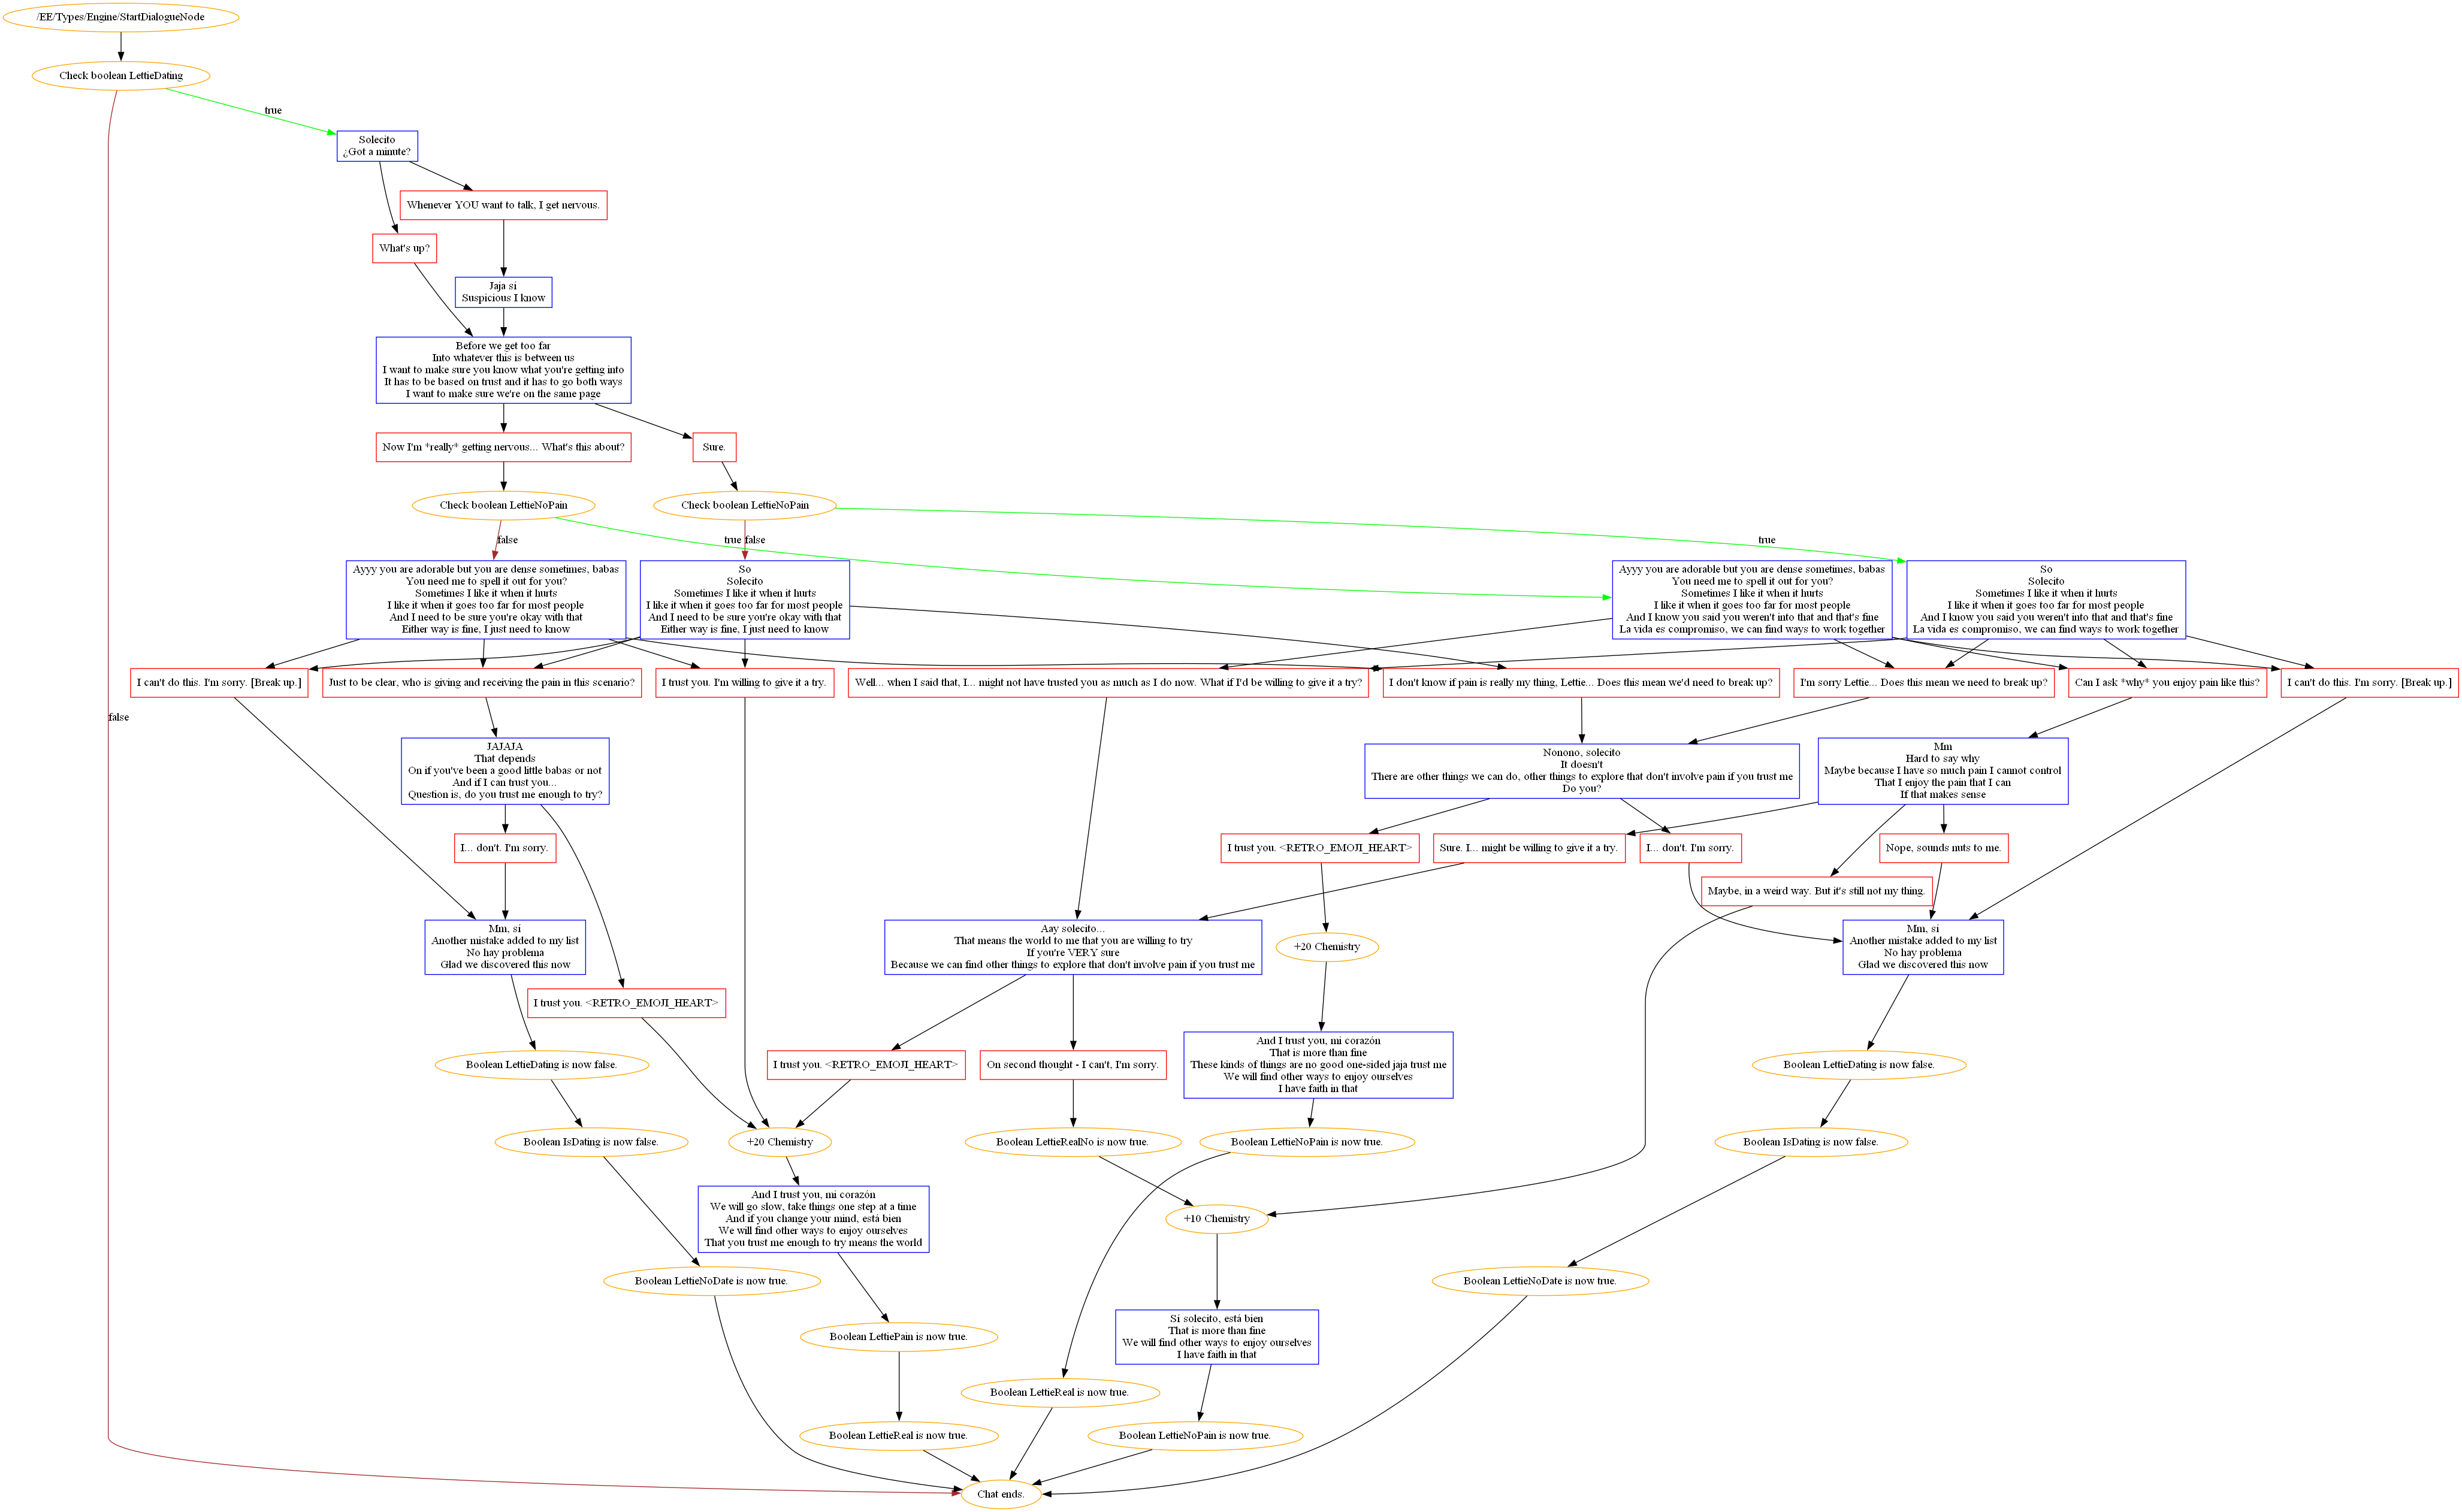 /EE/Types/Engine/StartDialogueNode
Check boolean LettieDating
true
Solecito
¿Got a minute?
Whenever YOU want to talk, I get nervous.
What's up?
Jaja sí
Suspicious I know
Before we get too far
Into whatever this is between us
I want to make sure you know what you're getting into
It has to be based on trust and it has to go both ways
I want to make sure we're on the same page
Now I'm *really* getting nervous... What's this about?
Sure.
Check boolean LettieNoPain
Check boolean LettieNoPain
false
true
false
true
Ayyy you are adorable but you are dense sometimes, babas
You need me to spell it out for you?
Sometimes I like it when it hurts
I like it when it goes too far for most people
And I need to be sure you're okay with that
Either way is fine, I just need to know
So
Solecito
Sometimes I like it when it hurts
I like it when it goes too far for most people
And I need to be sure you're okay with that
Either way is fine, I just need to know
Ayyy you are adorable but you are dense sometimes, babas
You need me to spell it out for you?
Sometimes I like it when it hurts
I like it when it goes too far for most people
And I know you said you weren't into that and that's fine
La vida es compromiso, we can find ways to work together
So
Solecito
Sometimes I like it when it hurts
I like it when it goes too far for most people
And I know you said you weren't into that and that's fine
La vida es compromiso, we can find ways to work together
I can't do this. I'm sorry. [Break up.]
Just to be clear, who is giving and receiving the pain in this scenario?
I trust you. I'm willing to give it a try.
Well... when I said that, I... might not have trusted you as much as I do now. What if I'd be willing to give it a try?
I don't know if pain is really my thing, Lettie... Does this mean we'd need to break up?
I'm sorry Lettie... Does this mean we need to break up?
Can I ask *why* you enjoy pain like this?
I can't do this. I'm sorry. [Break up.]
false
JAJAJA
That depends
On if you've been a good little babas or not
And if I can trust you...
Question is, do you trust me enough to try?
Nonono, solecito
It doesn't
There are other things we can do, other things to explore that don't involve pain if you trust me
Do you?
Mm
Hard to say why
Maybe because I have so much pain I cannot control
That I enjoy the pain that I can
If that makes sense
I... don't. I'm sorry.
I trust you. <RETRO_EMOJI_HEART>
Sure. I... might be willing to give it a try.
I... don't. I'm sorry.
Nope, sounds nuts to me.
Maybe, in a weird way. But it's still not my thing.
Mm, sí
Another mistake added to my list
No hay problema
Glad we discovered this now
Aay solecito...
That means the world to me that you are willing to try
If you're VERY sure
Because we can find other things to explore that don't involve pain if you trust me
+20 Chemistry
Mm, sí
Another mistake added to my list
No hay problema
Glad we discovered this now
I trust you. <RETRO_EMOJI_HEART>
Boolean LettieDating is now false.
I trust you. <RETRO_EMOJI_HEART>
On second thought - I can't, I'm sorry.
And I trust you, mi corazón
That is more than fine
These kinds of things are no good one-sided jaja trust me
We will find other ways to enjoy ourselves
I have faith in that
Boolean LettieDating is now false.
Boolean IsDating is now false.
+20 Chemistry
Boolean LettieRealNo is now true.
Boolean LettieNoPain is now true.
Boolean IsDating is now false.
And I trust you, mi corazón
We will go slow, take things one step at a time
And if you change your mind, está bien
We will find other ways to enjoy ourselves
That you trust me enough to try means the world
+10 Chemistry
Boolean LettieNoDate is now true.
Boolean LettieNoDate is now true.
Boolean LettiePain is now true.
Sí solecito, está bien
That is more than fine
We will find other ways to enjoy ourselves
I have faith in that
Boolean LettieReal is now true.
Boolean LettieReal is now true.
Boolean LettieNoPain is now true.
Chat ends.